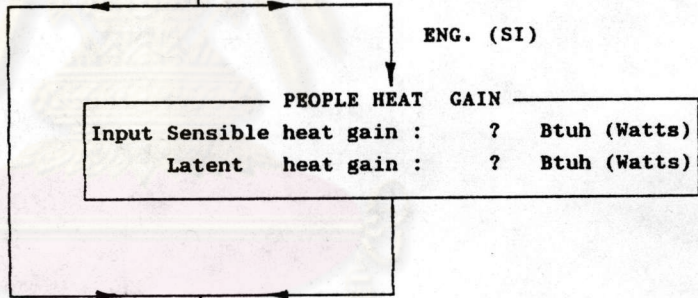 ENG. (SI)
PEOPLE HEAT GAIN
Input Sensible heat gain : ? Btuh (Watts)
Latent heat gain : ? Btuh (Watts)